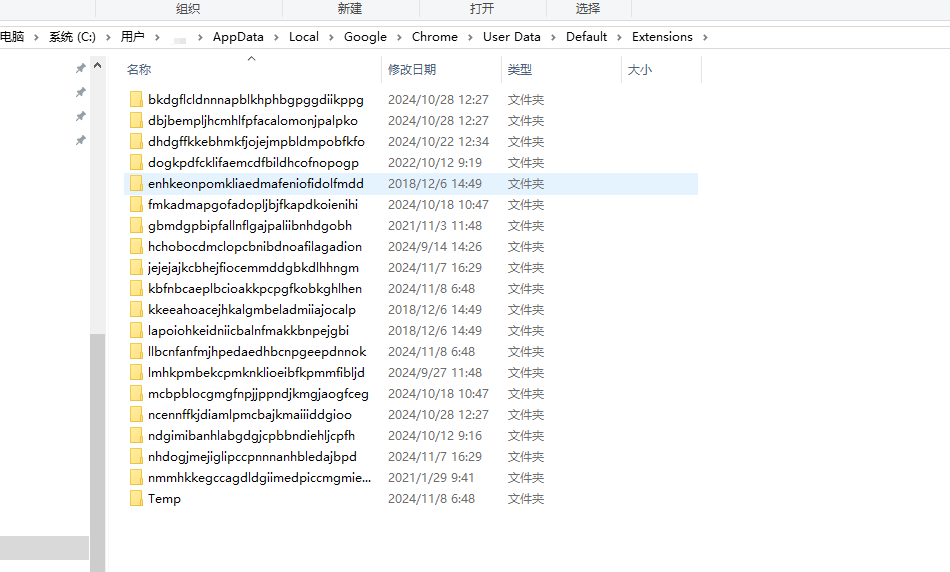 组织 新建 打开 选择
电脑 › 系统 (C:) › 用户 › › AppData › Local › Google › Chrome › User Data › Default › Extensions ›
名称 修改日期 类型 大小
bkdgflcldnnnapblkhphbgpggdiikppg 2024/10/28 12:27 文件夹
dbjbempljhcmhlfpfacalomonjpalpko 2024/10/28 12:27 文件夹
dhdgffkkebhmkfjojejmpbldmpobfkfo 2024/10/22 12:34 文件夹
dogkpdfcklifaemcdfbildhcofnopogp 2022/10/12 9:19 文件夹
enhkeonpomkliaedmafeniofidolfmdd 2018/12/6 14:49 文件夹
fmkadmapgofadopljbjfkapdkoienihi 2024/10/18 10:47 文件夹
gbmdgpbipfallnflgajpaliibnhdgobh 2021/11/3 11:48 文件夹
hchobocdmclopcbnibdnoafilagadion 2024/9/14 14:26 文件夹
jejejajkcbhejfiocemmddgbkdlhhngm 2024/11/7 16:29 文件夹
kbfnbcaeplbcioakkpcpgfkobkghlhen 2024/11/8 6:48 文件夹
kkeeahoacejhkalgmbeladmiiajocalp 2018/12/6 14:49 文件夹
lapoiohkeidniicbalnfmakkbnpejgbi 2018/12/6 14:49 文件夹
llbcnfanfmjhpedaedhbcnpgeepdnnok 2024/11/8 6:48 文件夹
lmhkpmbekcpmknklioeibfkpmmfibljd 2024/9/27 11:48 文件夹
mcbpblocgmgfnpjjppndjkmgjaogfceg 2024/10/18 10:47 文件夹
ncennffkjdiamlpmcbajkmaiiiddgioo 2024/10/28 12:27 文件夹
ndgimibanhlabgdgjcpbbndiehljcpfh 2024/10/12 9:16 文件夹
nhdogjmejiglipccpnnnanhbledajbpd 2024/11/7 16:29 文件夹
nmmhkkegccagdldgiimedpiccmgmie... 2021/1/29 9:41 文件夹
Temp 2024/11/8 6:48 文件夹